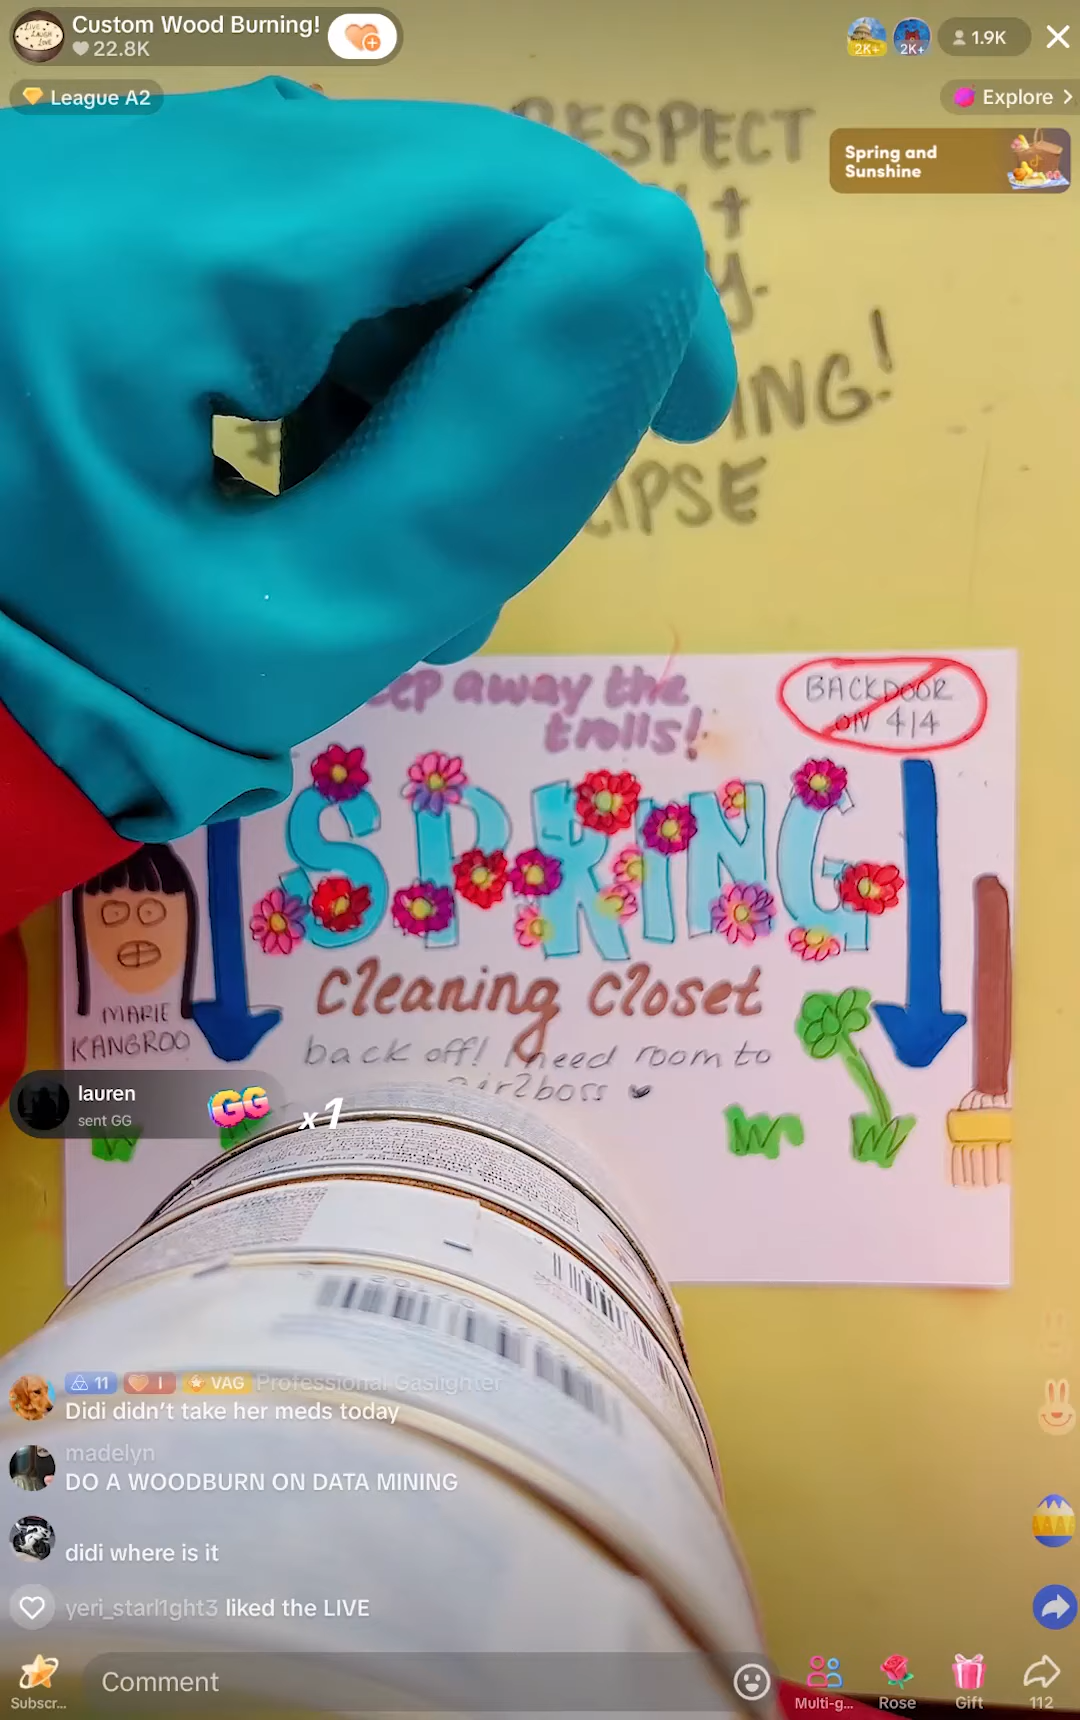 Custom Wood Burning!
22.8K
2K+
2K+
1.9K
League A2
Explore
RESPECT
Spring and
Sunshine
ING!
IPSE
away the
trolls!
BACKDOOR
ON 4/4
SPRING
cleaning closet
MARIE
KANGROO
back off! I need room to
lauren
sent GG
GG
x1
11
I
VAG
Professional Gaslighter
Didi didn't take her meds today
madelyn
DO A WOODBURN ON DATA MINING
didi where is it
yeri_starl1ght3 liked the LIVE
Subscr...
Comment
Multi-g...
Rose
Gift
112